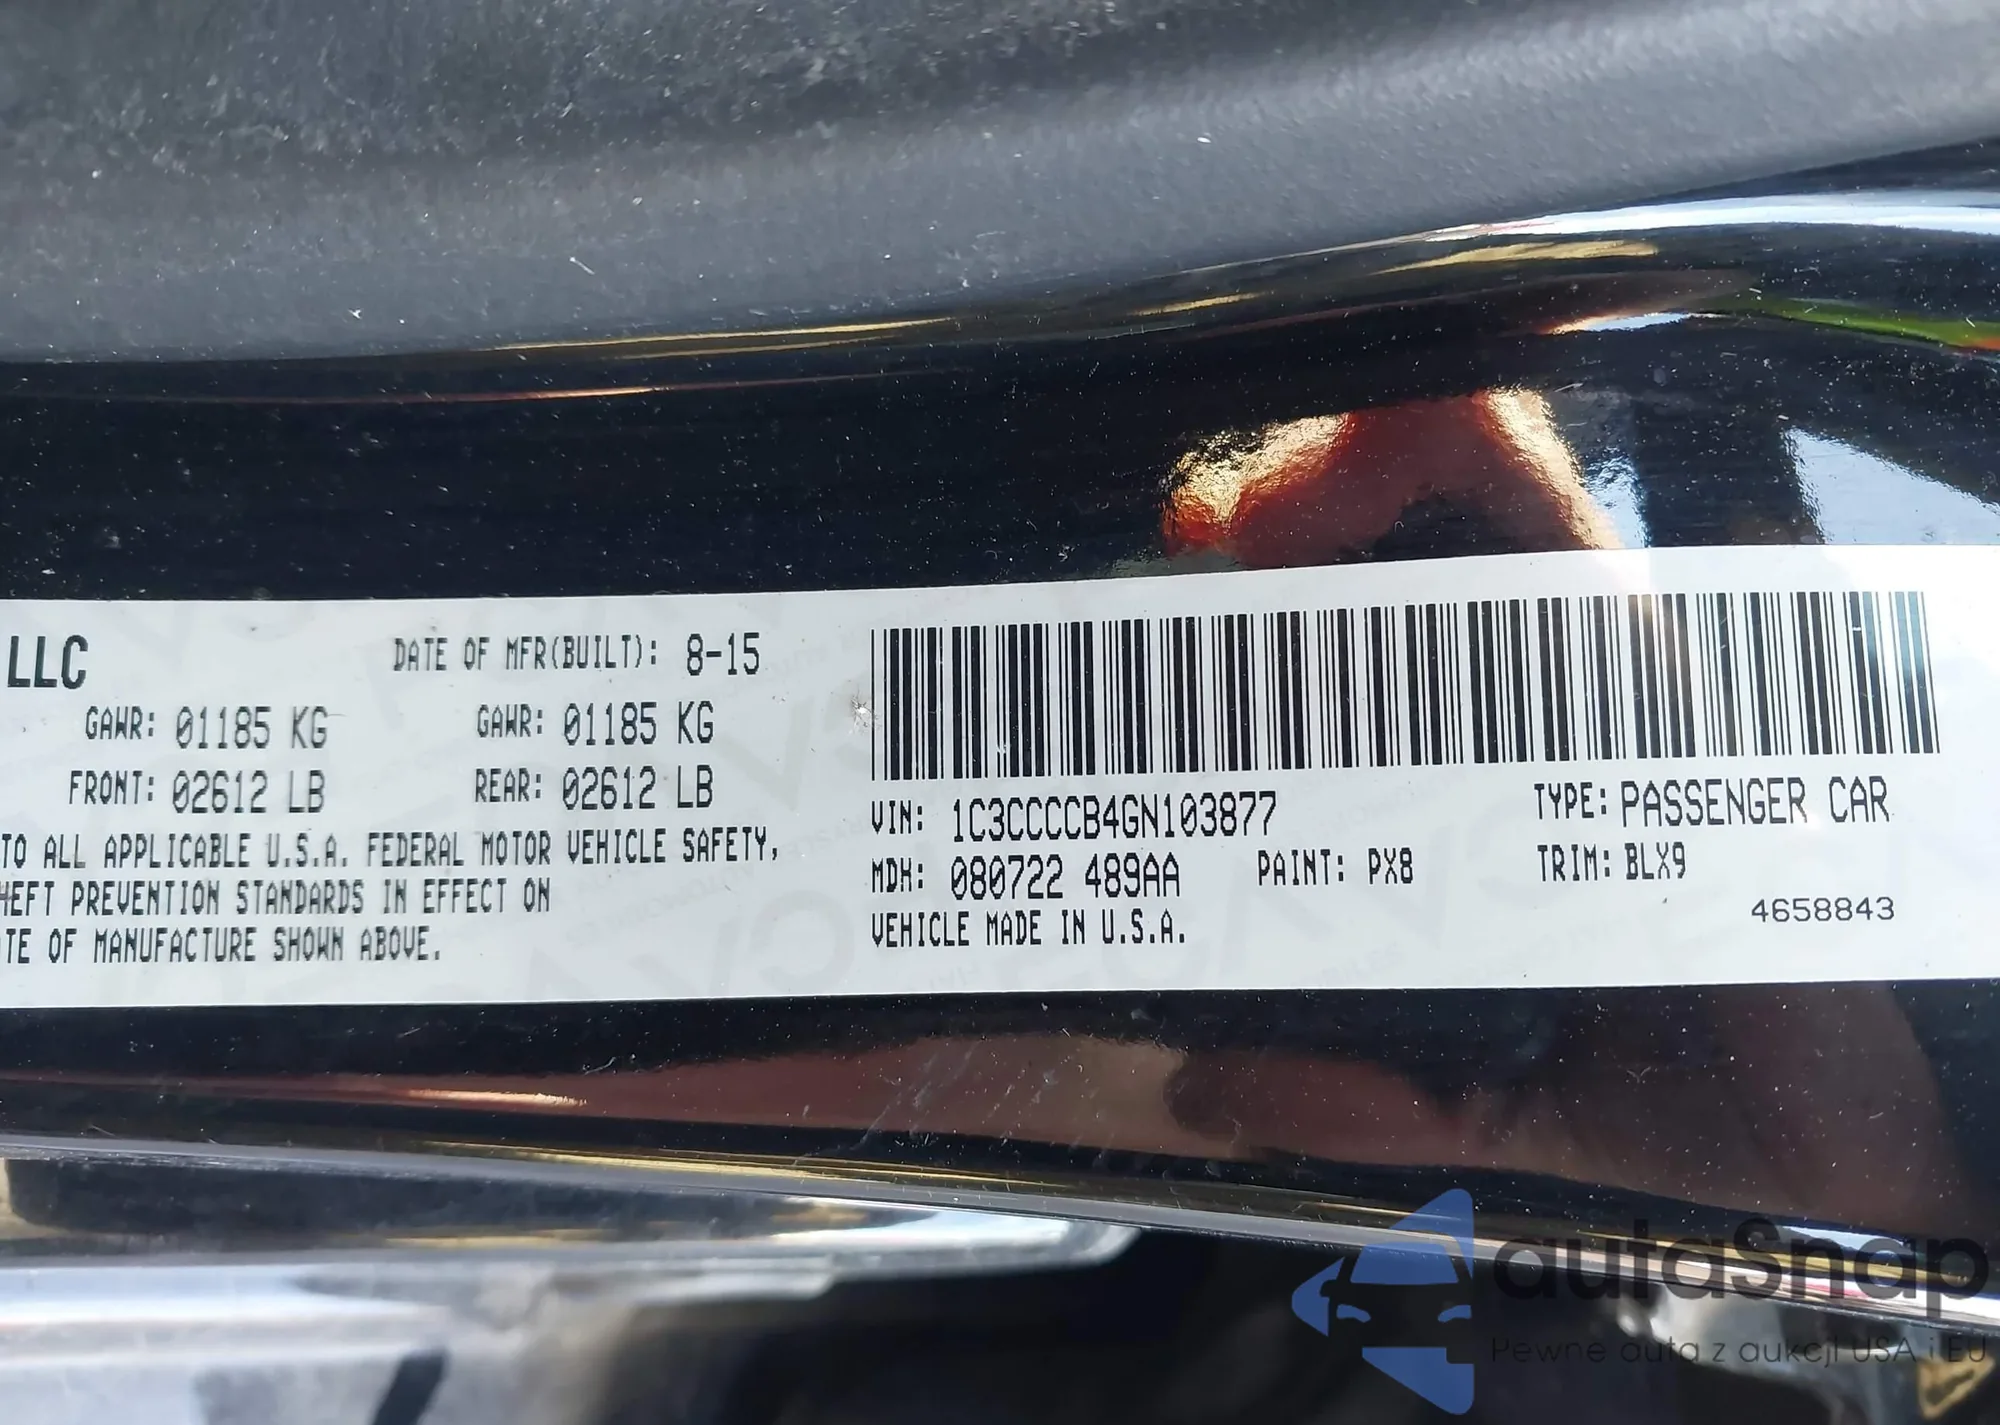 LLC
DATE OF MFR(BUILT): 8-15
GAWR: 01185 KG
GAWR: 01185 KG
FRONT: 02612 LB
REAR: 02612 LB
TO ALL APPLICABLE U.S.A. FEDERAL MOTOR VEHICLE SAFETY,
HEFT PREVENTION STANDARDS IN EFFECT ON
TE OF MANUFACTURE SHOWN ABOVE.
VIN: 1C3CCCCB4GN103877
TYPE: PASSENGER CAR
MDH: 080722 489AA
PAINT: PX8
TRIM: BLX9
VEHICLE MADE IN U.S.A.
4658843
autaSnap
Pewne auta z aukcji USA i EU